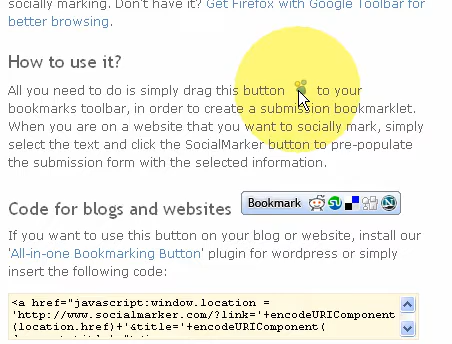 socially marking. Don't have it? Get Firefox with Google Toolbar for
better browsing.
How to use it?
All you need to do is simply drag this button to your
bookmarks toolbar, in order to create a submission bookmarklet.
When you are on a website that you want to socially mark, simply
select the text and click the SocialMarker button to pre-populate
the submission form with the selected information.
Code for blogs and websites Bookmark
If you want to use this button on your blog or website, install our
'All-in-one Bookmarking Button' plugin for wordpress or simply
insert the following code:
<a href="javascript:window.location =
'http://www.socialmarker.com/?link='+encodeURIComponent
(location.href)+'&title='+encodeURIComponent(